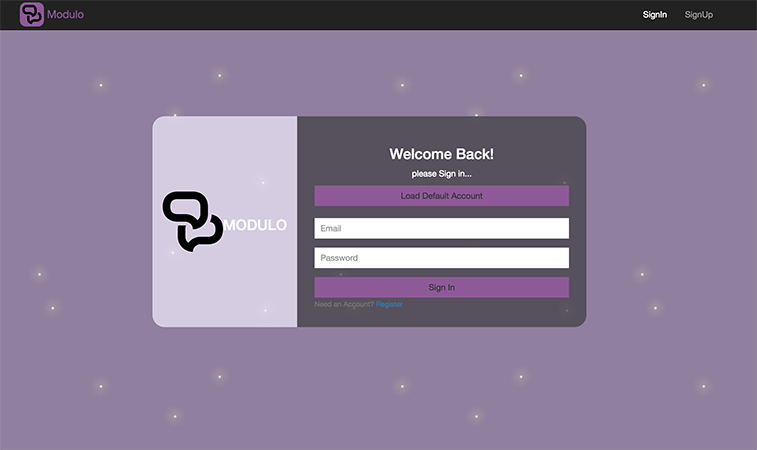 Modulo
SignIn SignUp
Welcome Back!
please Sign in...
Load Default Account
MODULO
Email
Password
Sign In
Need an Account? Register